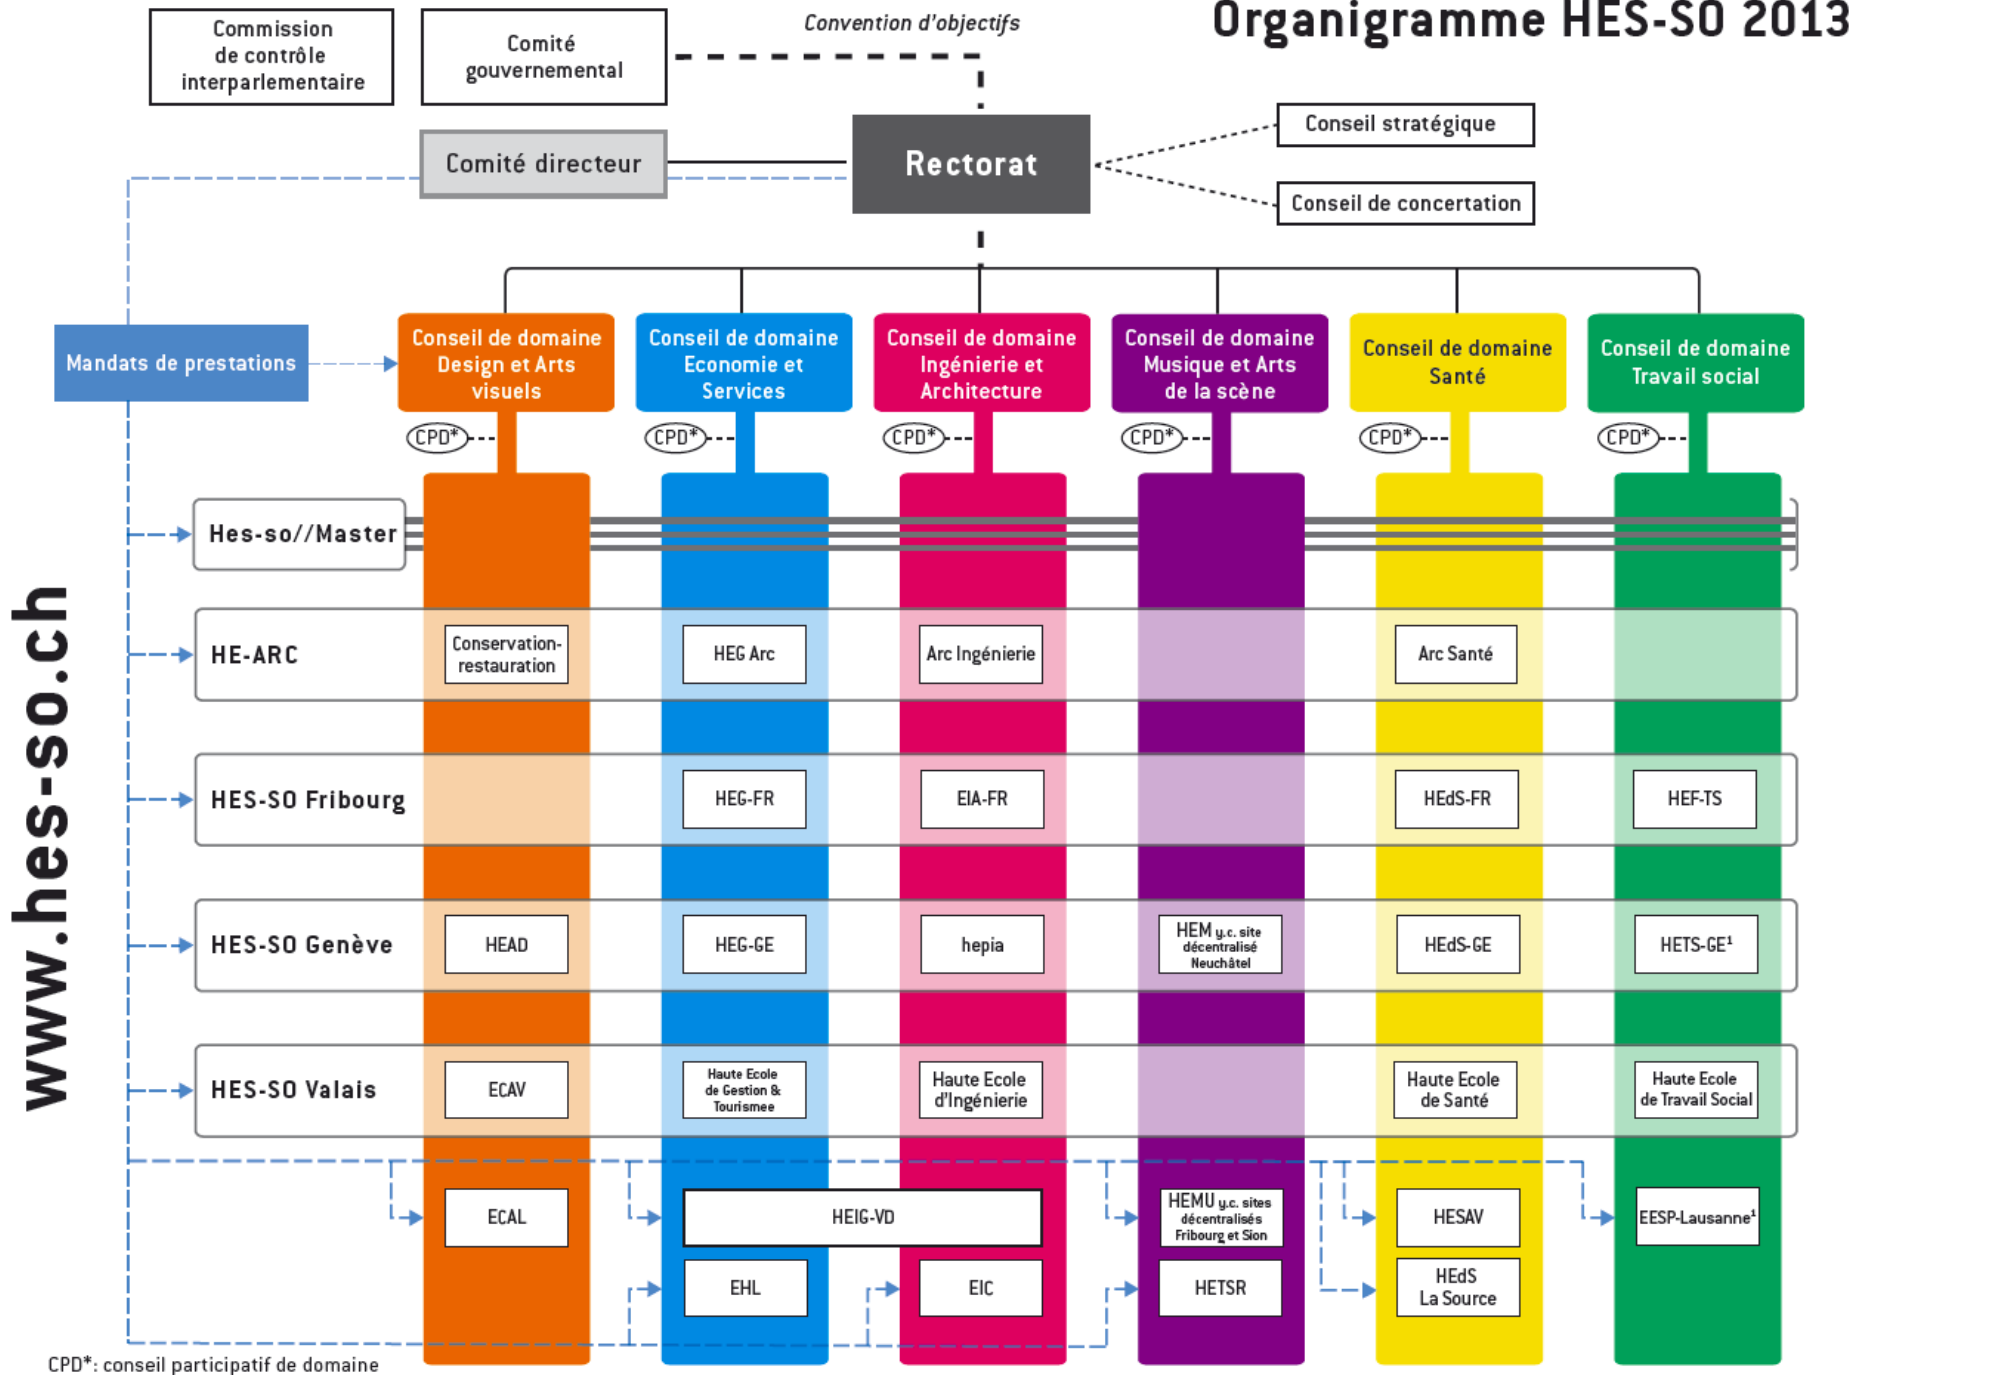 Organigramme HES-SO 2013
Commission
de contrôle
interparlementaire
Comité
gouvernemental
Convention d'objectifs
Comité directeur
Rectorat
Conseil stratégique
Conseil de concertation
Mandats de prestations
Conseil de domaine
Design et Arts
visuels
Conseil de domaine
Economie et
Services
Conseil de domaine
Ingénierie et
Architecture
Conseil de domaine
Musique et Arts
de la scène
Conseil de domaine
Santé
Conseil de domaine
Travail social
CPD*
CPD*
CPD*
CPD*
CPD*
CPD*
Hes-so//Master
HE-ARC
Conservation-
restauration
HEG Arc
Arc Ingénierie
Arc Santé
HES-SO Fribourg
HEG-FR
EIA-FR
HEdS-FR
HEF-TS
HES-SO Genève
HEAD
HEG-GE
hepia
HEM y.c. site
décentralisé
Neuchâtel
HEdS-GE
HETS-GE¹
HES-SO Valais
ECAV
Haute Ecole
de Gestion &
Tourismee
Haute Ecole
d'Ingénierie
Haute Ecole
de Santé
Haute Ecole
de Travail Social
ECAL
HEIG-VD
HEMU y.c. sites
décentralisés
Fribourg et Sion
HESAV
EESP-Lausanne¹
EHL
EIC
HETSR
HEdS
La Source
CPD*: conseil participatif de domaine
www.hes-so.ch